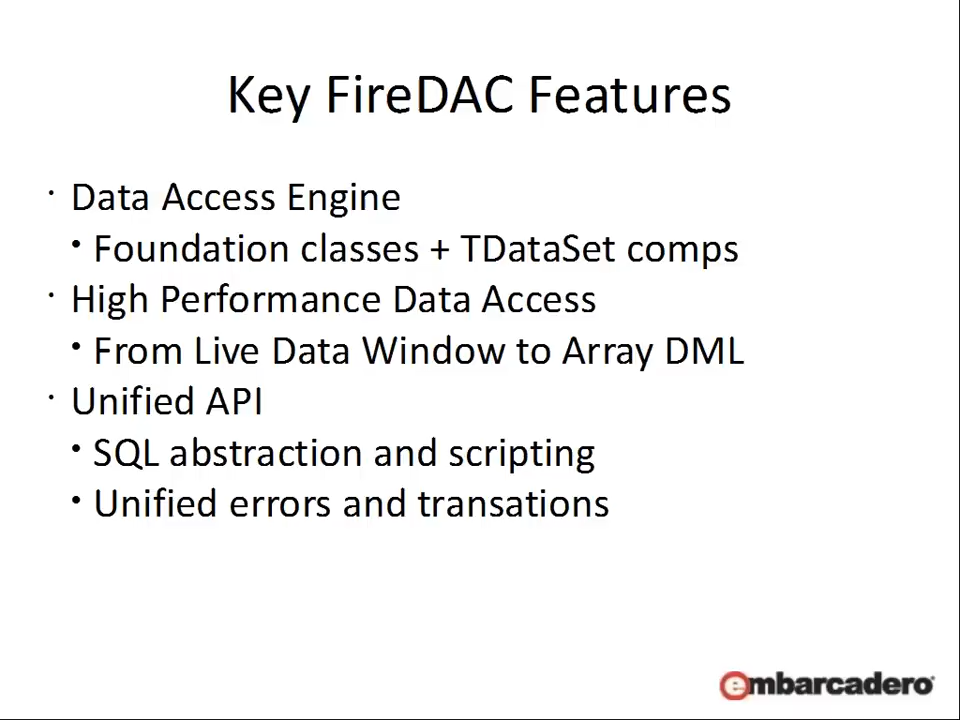 Key FireDAC Features
• Data Access Engine
• Foundation classes + TDataSet comps
• High Performance Data Access
• From Live Data Window to Array DML
• Unified API
• SQL abstraction and scripting
• Unified errors and transations
embarcadero